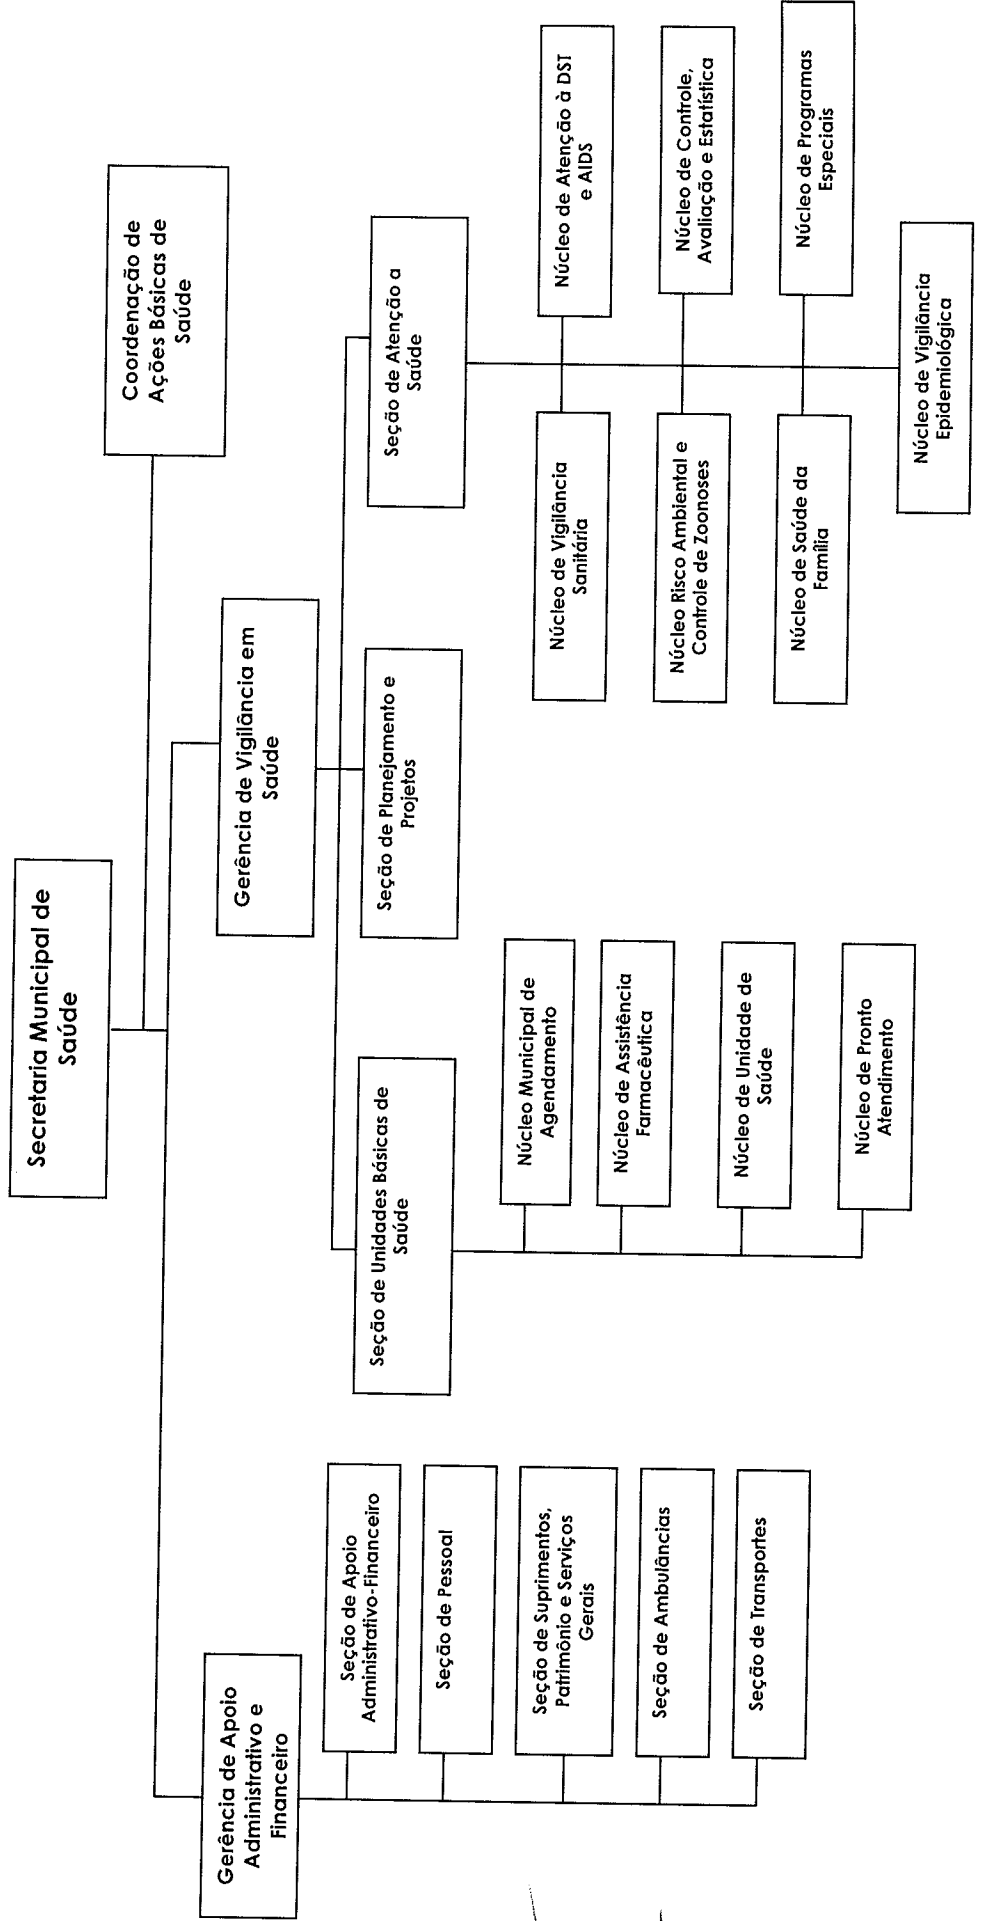 Secretaria Municipal de
Saúde
Coordenação de
Ações Básicas de
Saúde
Gerência de Apoio
Administrativo e
Financeiro
Gerência de Vigilância em
Saúde
Seção de Apoio
Administrativo-Financeiro
Seção de Pessoal
Seção de Suprimentos,
Patrimônio e Serviços
Gerais
Seção de Ambulâncias
Seção de Transportes
Seção de Unidades Básicas de
Saúde
Seção de Planejamento e
Projetos
Seção de Atenção a
Saúde
Núcleo Municipal de
Agendamento
Núcleo de Assistência
Farmacêutica
Núcleo de Unidade de
Saúde
Núcleo de Pronto
Atendimento
Núcleo de Vigilância
Sanitária
Núcleo de Atenção à DST
e AIDS
Núcleo Risco Ambiental e
Controle de Zoonoses
Núcleo de Controle,
Avaliação e Estatística
Núcleo de Saúde da
Família
Núcleo de Programas
Especiais
Núcleo de Vigilância
Epidemiológica